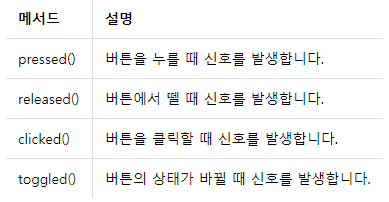 메서드 설명
pressed() 버튼을 누를 때 신호를 발생합니다.
released() 버튼에서 뗄 때 신호를 발생합니다.
clicked() 버튼을 클릭할 때 신호를 발생합니다.
toggled() 버튼의 상태가 바뀔 때 신호를 발생합니다.